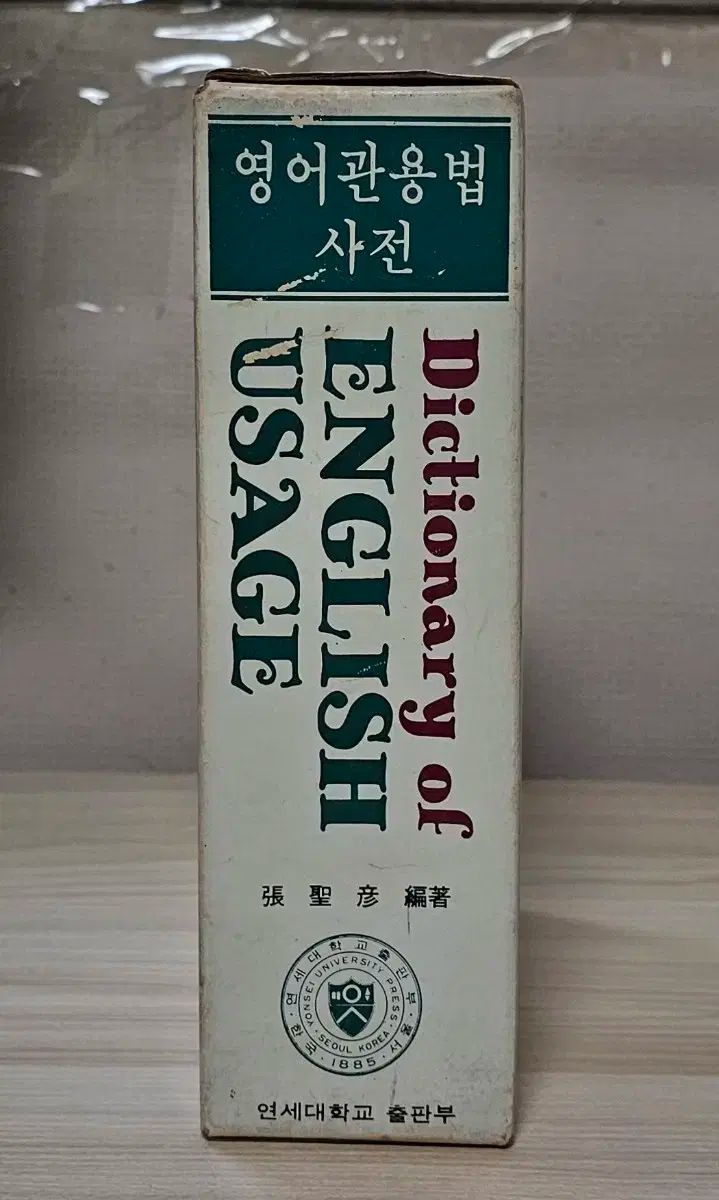 영어관용법
사전
Dictionary of
ENGLISH
USAGE
張 聖 彦 編著
연세대학교출판부
YONSEI UNIVERSITY PRESS
SEOUL KOREA
1885
연세대학교 출판부